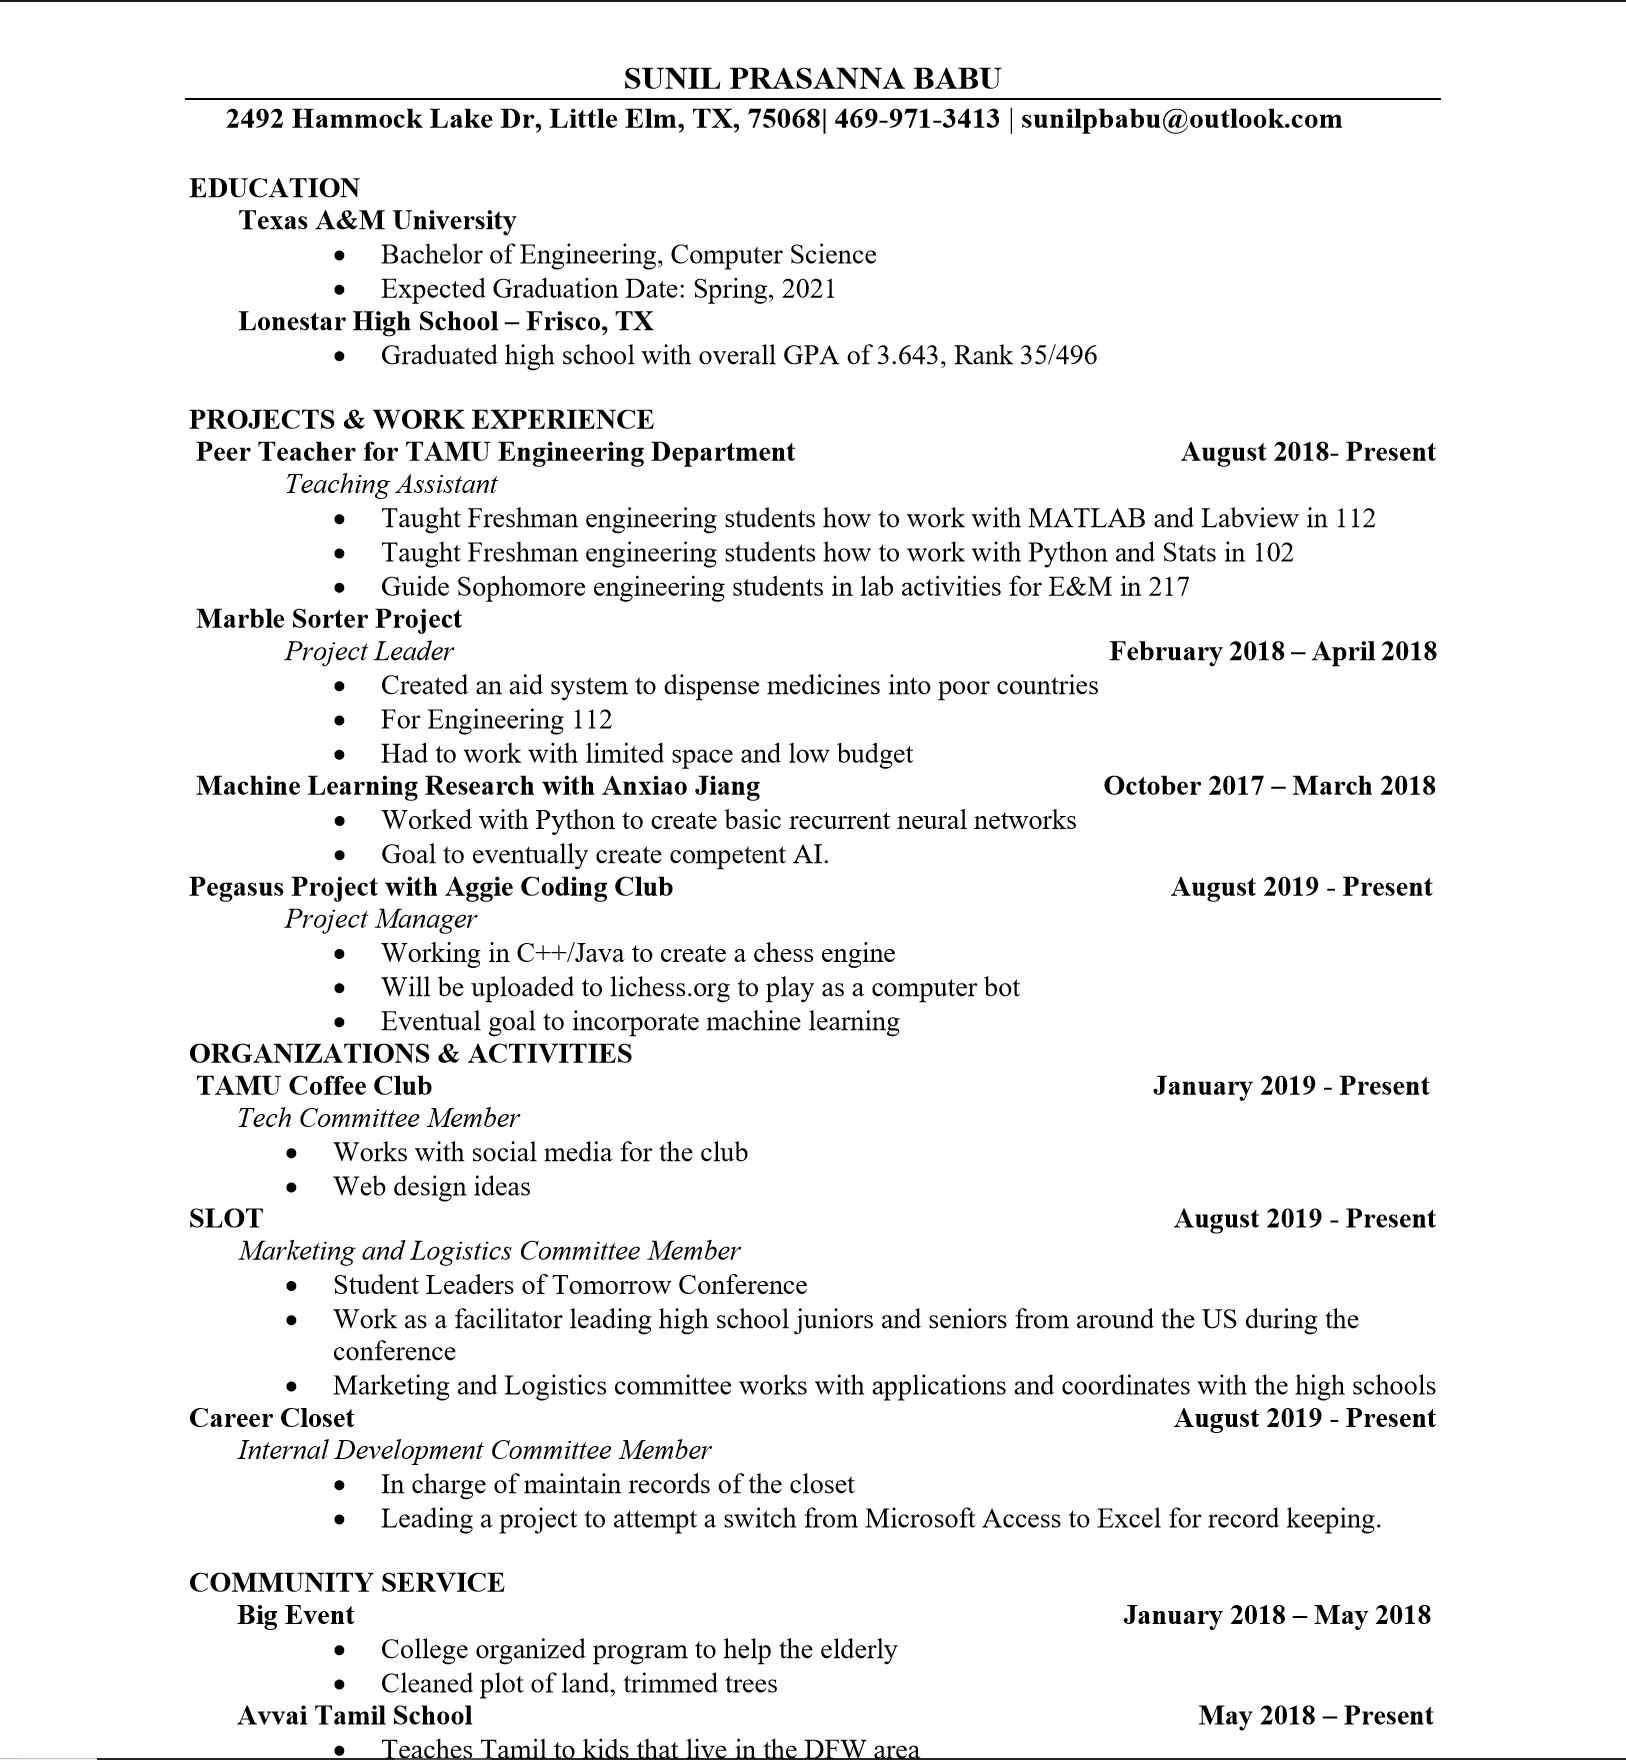 SUNIL PRASANNA BABU
2492 Hammock Lake Dr, Little Elm, TX, 75068| 469-971-3413 | sunilpbabu@outlook.com
EDUCATION
Texas A&M University
• Bachelor of Engineering, Computer Science
• Expected Graduation Date: Spring, 2021
Lonestar High School – Frisco, TX
• Graduated high school with overall GPA of 3.643, Rank 35/496
PROJECTS & WORK EXPERIENCE
Peer Teacher for TAMU Engineering Department August 2018- Present
Teaching Assistant
• Taught Freshman engineering students how to work with MATLAB and Labview in 112
• Taught Freshman engineering students how to work with Python and Stats in 102
• Guide Sophomore engineering students in lab activities for E&M in 217
Marble Sorter Project
Project Leader February 2018 – April 2018
• Created an aid system to dispense medicines into poor countries
• For Engineering 112
• Had to work with limited space and low budget
Machine Learning Research with Anxiao Jiang October 2017 – March 2018
• Worked with Python to create basic recurrent neural networks
• Goal to eventually create competent AI.
Pegasus Project with Aggie Coding Club August 2019 - Present
Project Manager
• Working in C++/Java to create a chess engine
• Will be uploaded to lichess.org to play as a computer bot
• Eventual goal to incorporate machine learning
ORGANIZATIONS & ACTIVITIES
TAMU Coffee Club January 2019 - Present
Tech Committee Member
• Works with social media for the club
• Web design ideas
SLOT August 2019 - Present
Marketing and Logistics Committee Member
• Student Leaders of Tomorrow Conference
• Work as a facilitator leading high school juniors and seniors from around the US during the
conference
• Marketing and Logistics committee works with applications and coordinates with the high schools
Career Closet August 2019 - Present
Internal Development Committee Member
• In charge of maintain records of the closet
• Leading a project to attempt a switch from Microsoft Access to Excel for record keeping.
COMMUNITY SERVICE
Big Event January 2018 – May 2018
• College organized program to help the elderly
• Cleaned plot of land, trimmed trees
Avvai Tamil School May 2018 – Present
• Teaches Tamil to kids that live in the DFW area